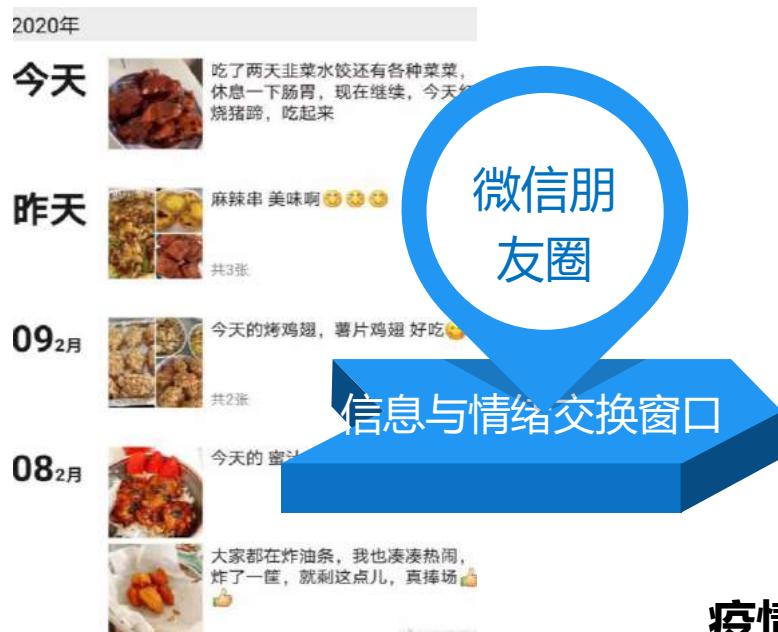 2020年
今天
吃了两天韭菜水饺还有各种菜菜，
休息一下肠胃，现在继续，今天
烧猪蹄，吃起来
昨天
麻辣串 美味啊😋😋😋
共3张
09 2月
今天的烤鸡翅，薯片鸡翅 好吃😋
共2张
08 2月
今天的 蜜汁
大家都在炸油条，我也凑凑热闹，
炸了一筐，就剩这点儿，真捧场👍
👍
微信朋
友圈
信息与情绪交换窗口
疫情